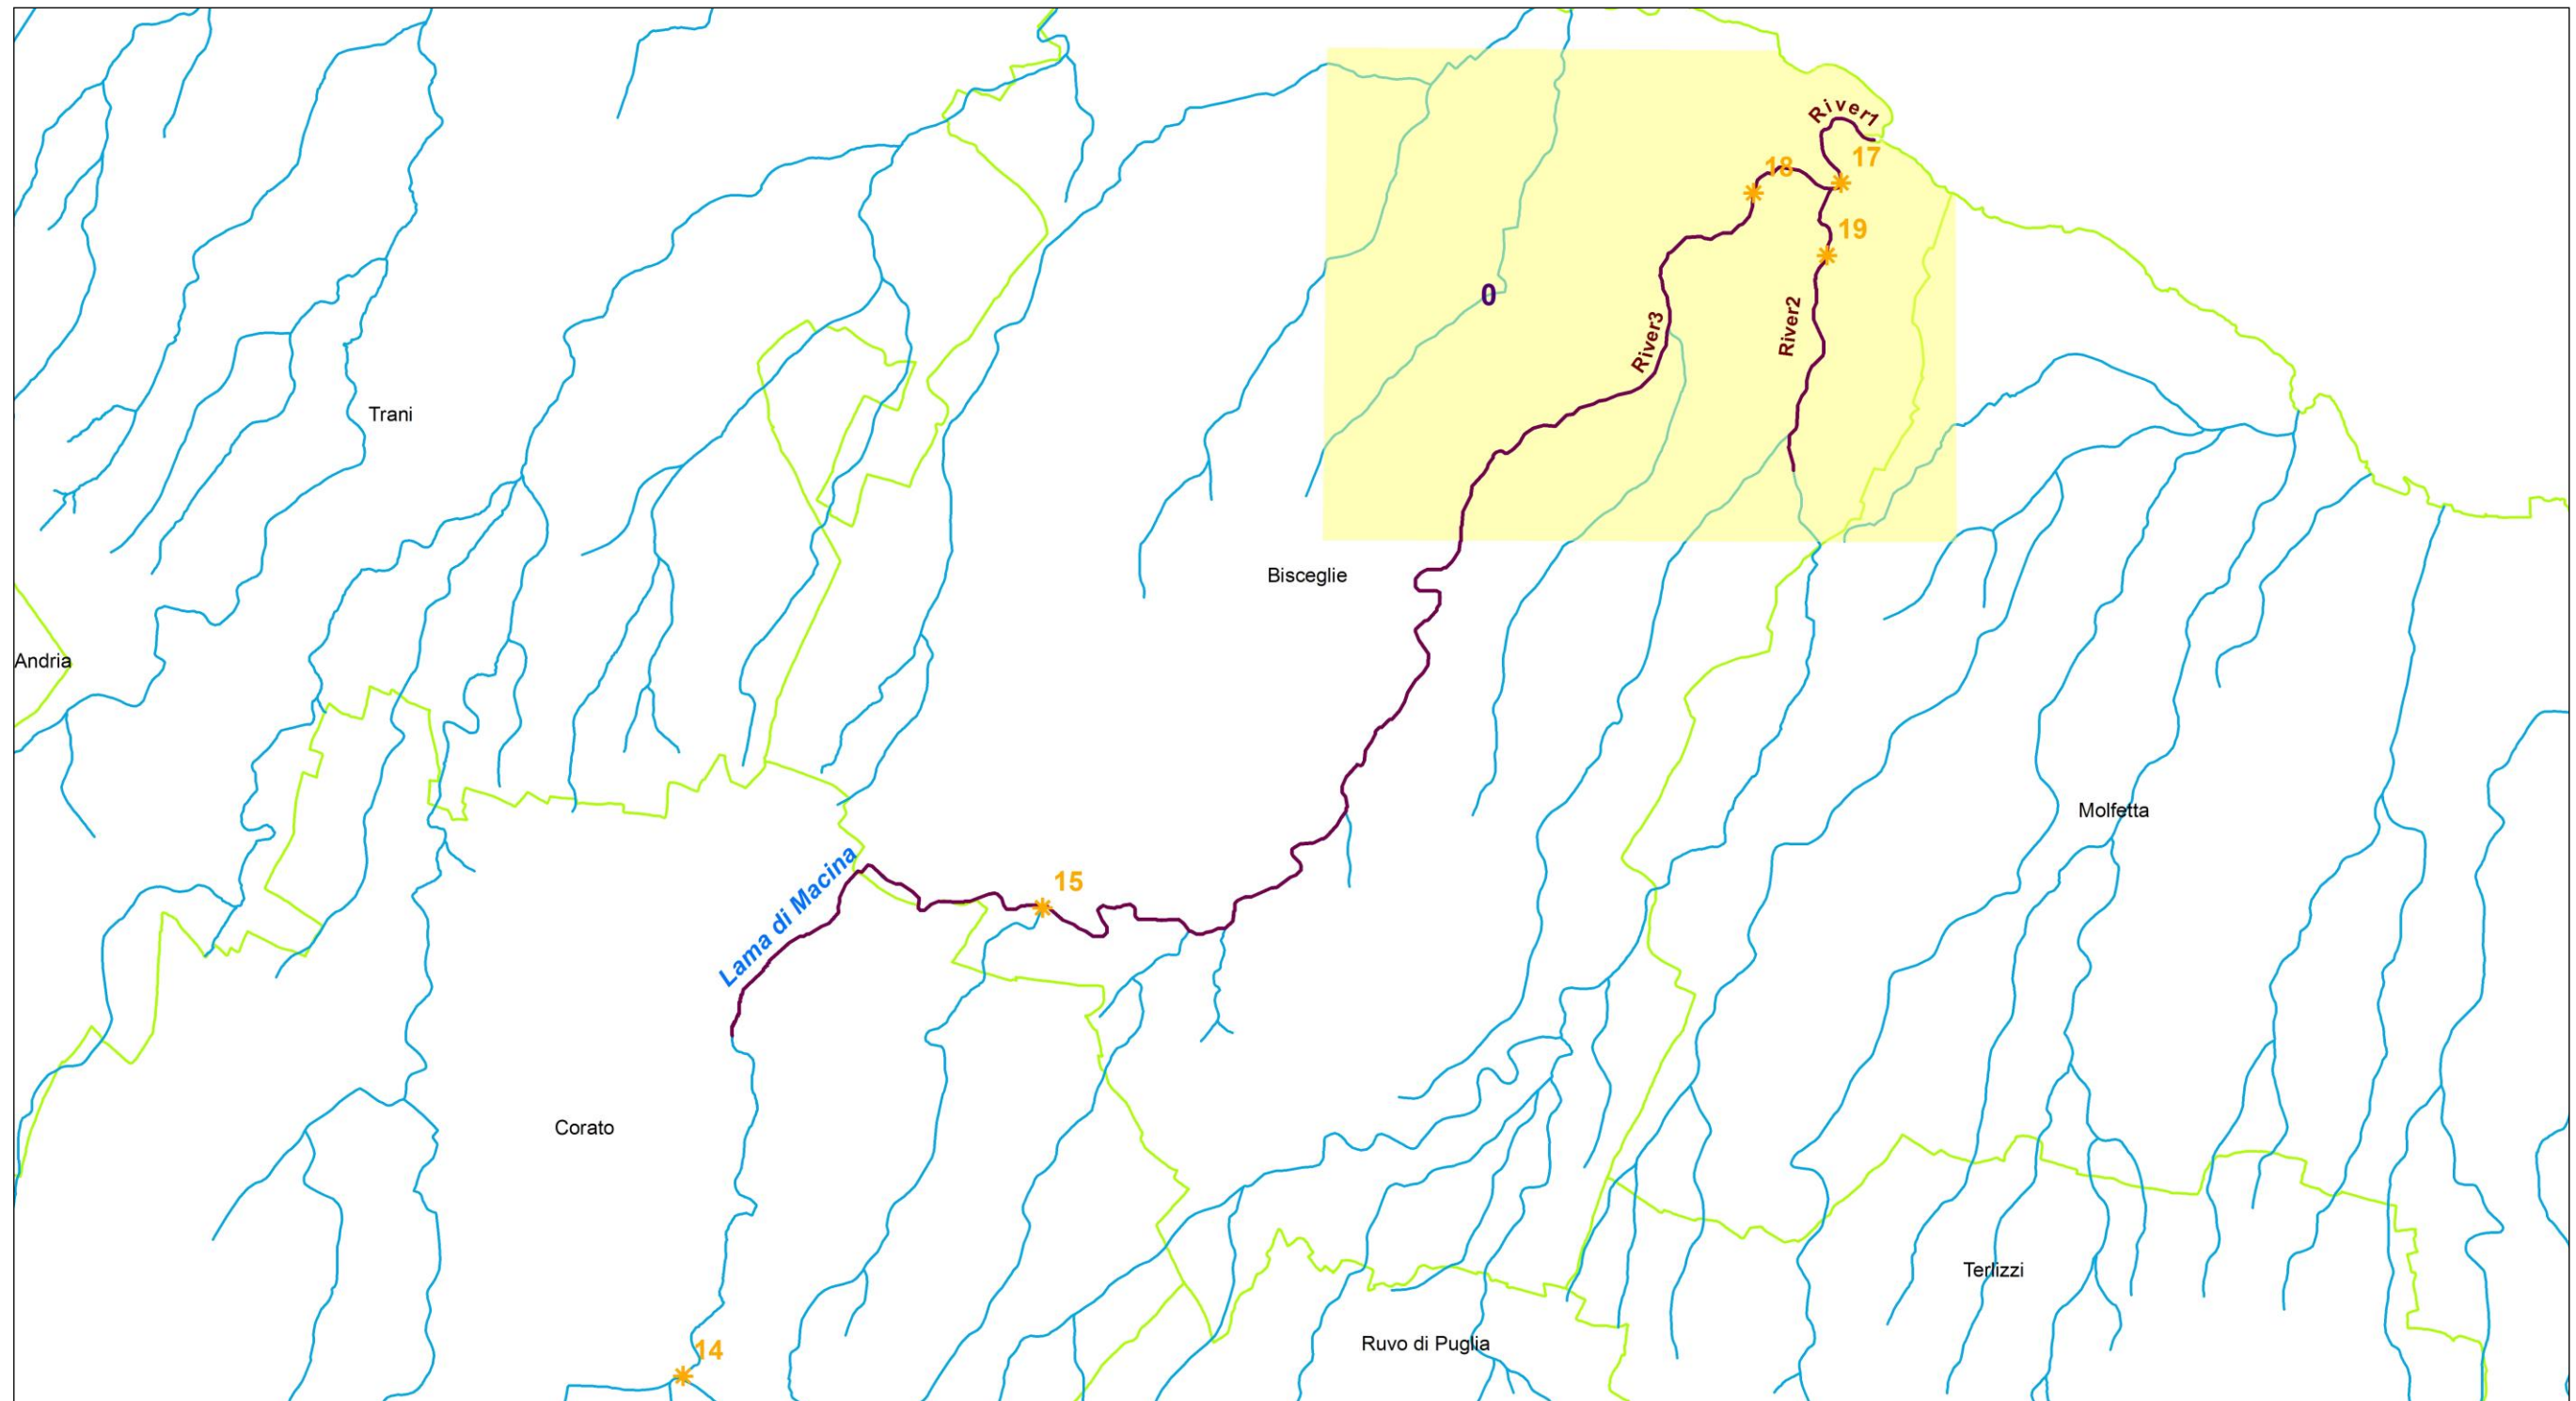 River1
17
18
19
0
River3
River2
Trani
Bisceglie
Andria
Molfetta
Lama di Macina
15
Corato
Terlizzi
Ruvo di Puglia
14